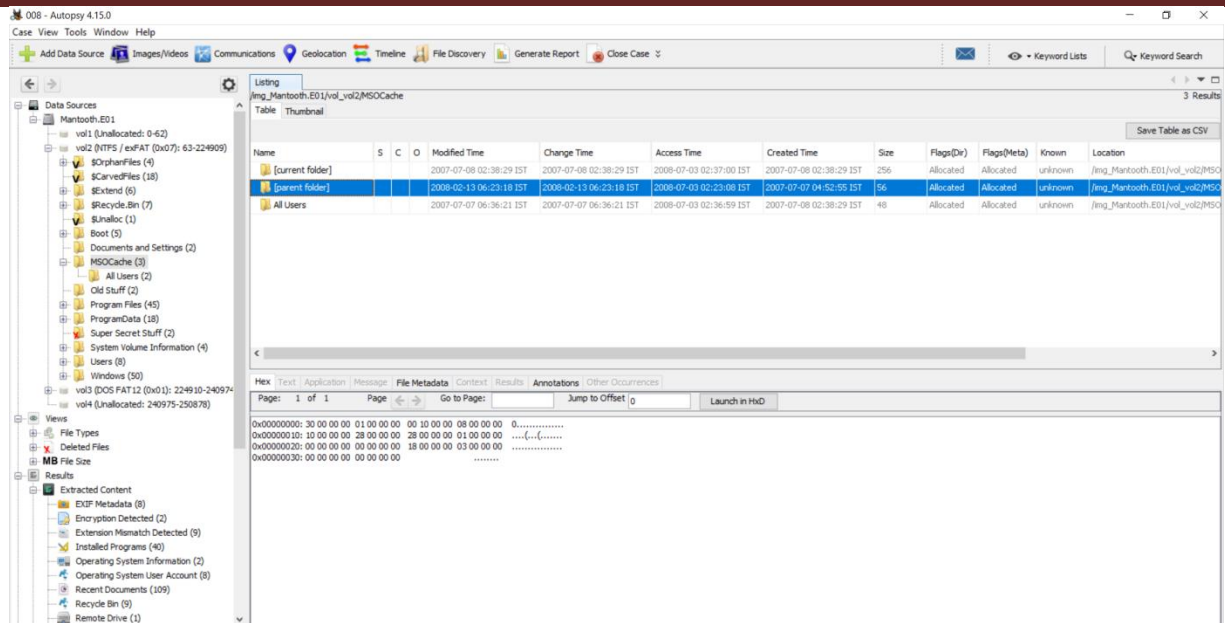 008 - Autopsy 4.15.0
Case View Tools Window Help
Add Data Source Images/Videos Communications Geolocation Timeline File Discovery Generate Report Close Case Keyword Lists Keyword Search
Listing
/img_Mantooth.E01/vol_vol2/MSOCache 3 Results
Table Thumbnail
Save Table as CSV
Name S C O Modified Time Change Time Access Time Created Time Size Flags(Dir) Flags(Meta) Known Location
[current folder] 2007-07-08 02:38:29 IST 2007-07-08 02:38:29 IST 2008-07-03 02:37:00 IST 2007-07-08 02:38:29 IST 256 Allocated Allocated unknown /img_Mantooth.E01/vol_vol2/MSO
[parent folder] 2008-02-13 06:23:18 IST 2008-02-13 06:23:18 IST 2008-07-03 02:23:08 IST 2007-07-07 04:52:55 IST 56 Allocated Allocated unknown /img_Mantooth.E01/vol_vol2/MSO
All Users 2007-07-07 06:36:21 IST 2007-07-07 06:36:21 IST 2008-07-03 02:36:59 IST 2007-07-08 02:38:29 IST 48 Allocated Allocated unknown /img_Mantooth.E01/vol_vol2/MSO
Data Sources
Mantooth.E01
vol1 (Unallocated: 0-62)
vol2 (NTFS / exFAT (0x07): 63-224909)
$OrphanFiles (4)
$CarvedFiles (18)
$Extend (6)
$Recycle.Bin (7)
$Unalloc (1)
Boot (5)
Documents and Settings (2)
MSOCache (3)
All Users (2)
Old Stuff (2)
Program Files (45)
ProgramData (18)
Super Secret Stuff (2)
System Volume Information (4)
Users (8)
Windows (50)
vol3 (DOS FAT12 (0x01): 224910-240974
vol4 (Unallocated: 240975-250878)
Views
File Types
Deleted Files
MB File Size
Results
Extracted Content
EXIF Metadata (8)
Encryption Detected (2)
Extension Mismatch Detected (9)
Installed Programs (40)
Operating System Information (2)
Operating System User Account (8)
Recent Documents (109)
Recycle Bin (9)
Remote Drive (1)
Hex Text Application Message File Metadata Context Results Annotations Other Occurrences
Page: 1 of 1 Page Go to Page: Jump to Offset 0 Launch in HxD
0x00000000: 30 00 00 00 01 00 00 00 00 10 00 00 08 00 00 00 0...............
0x00000010: 10 00 00 00 28 00 00 00 28 00 00 00 01 00 00 00 ....(...(.......
0x00000020: 00 00 00 00 00 00 00 00 18 00 00 00 03 00 00 00 ................
0x00000030: 00 00 00 00 00 00 00 00 ........